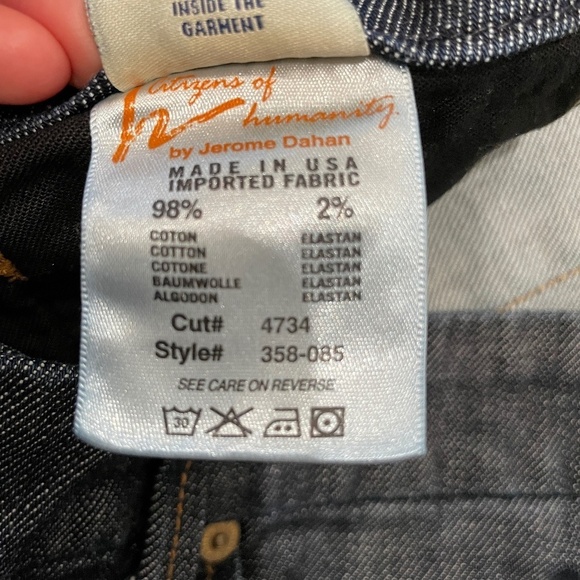 INSIDE THE
GARMENT
citizens of
humanity
by Jerome Dahan
MADE IN USA
IMPORTED FABRIC
98% 2%
COTON ELASTAN
COTTON ELASTAN
COTONE ELASTAN
BAUMWOLLE ELASTAN
ALGODON ELASTAN
Cut# 4734
Style# 358-085
SEE CARE ON REVERSE
30